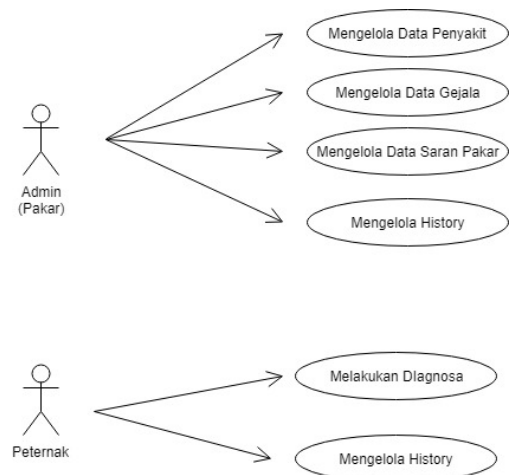 Mengelola Data Penyakit
Mengelola Data Gejala
Mengelola Data Saran Pakar
Admin
(Pakar)
Mengelola History
Melakukan DIagnosa
Peternak
Mengelola History